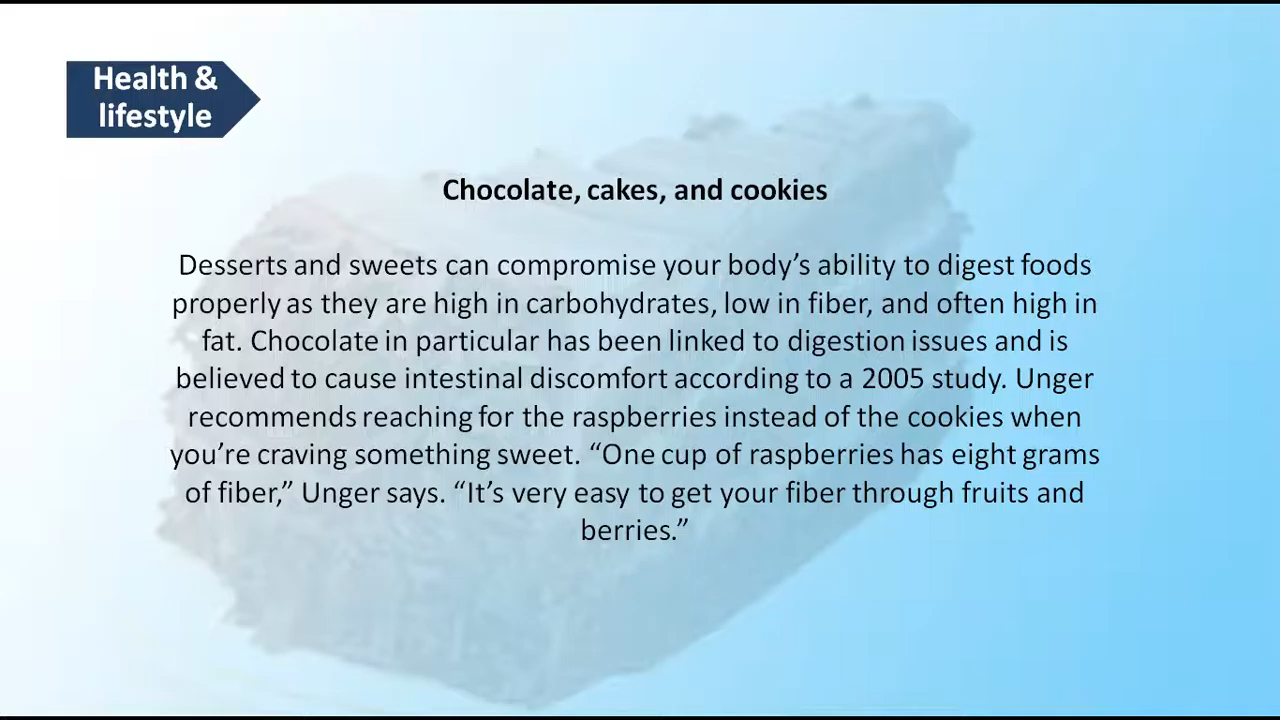 Health &
lifestyle
Chocolate, cakes, and cookies
Desserts and sweets can compromise your body’s ability to digest foods
properly as they are high in carbohydrates, low in fiber, and often high in
fat. Chocolate in particular has been linked to digestion issues and is
believed to cause intestinal discomfort according to a 2005 study. Unger
recommends reaching for the raspberries instead of the cookies when
you’re craving something sweet. “One cup of raspberries has eight grams
of fiber,” Unger says. “It’s very easy to get your fiber through fruits and
berries.”